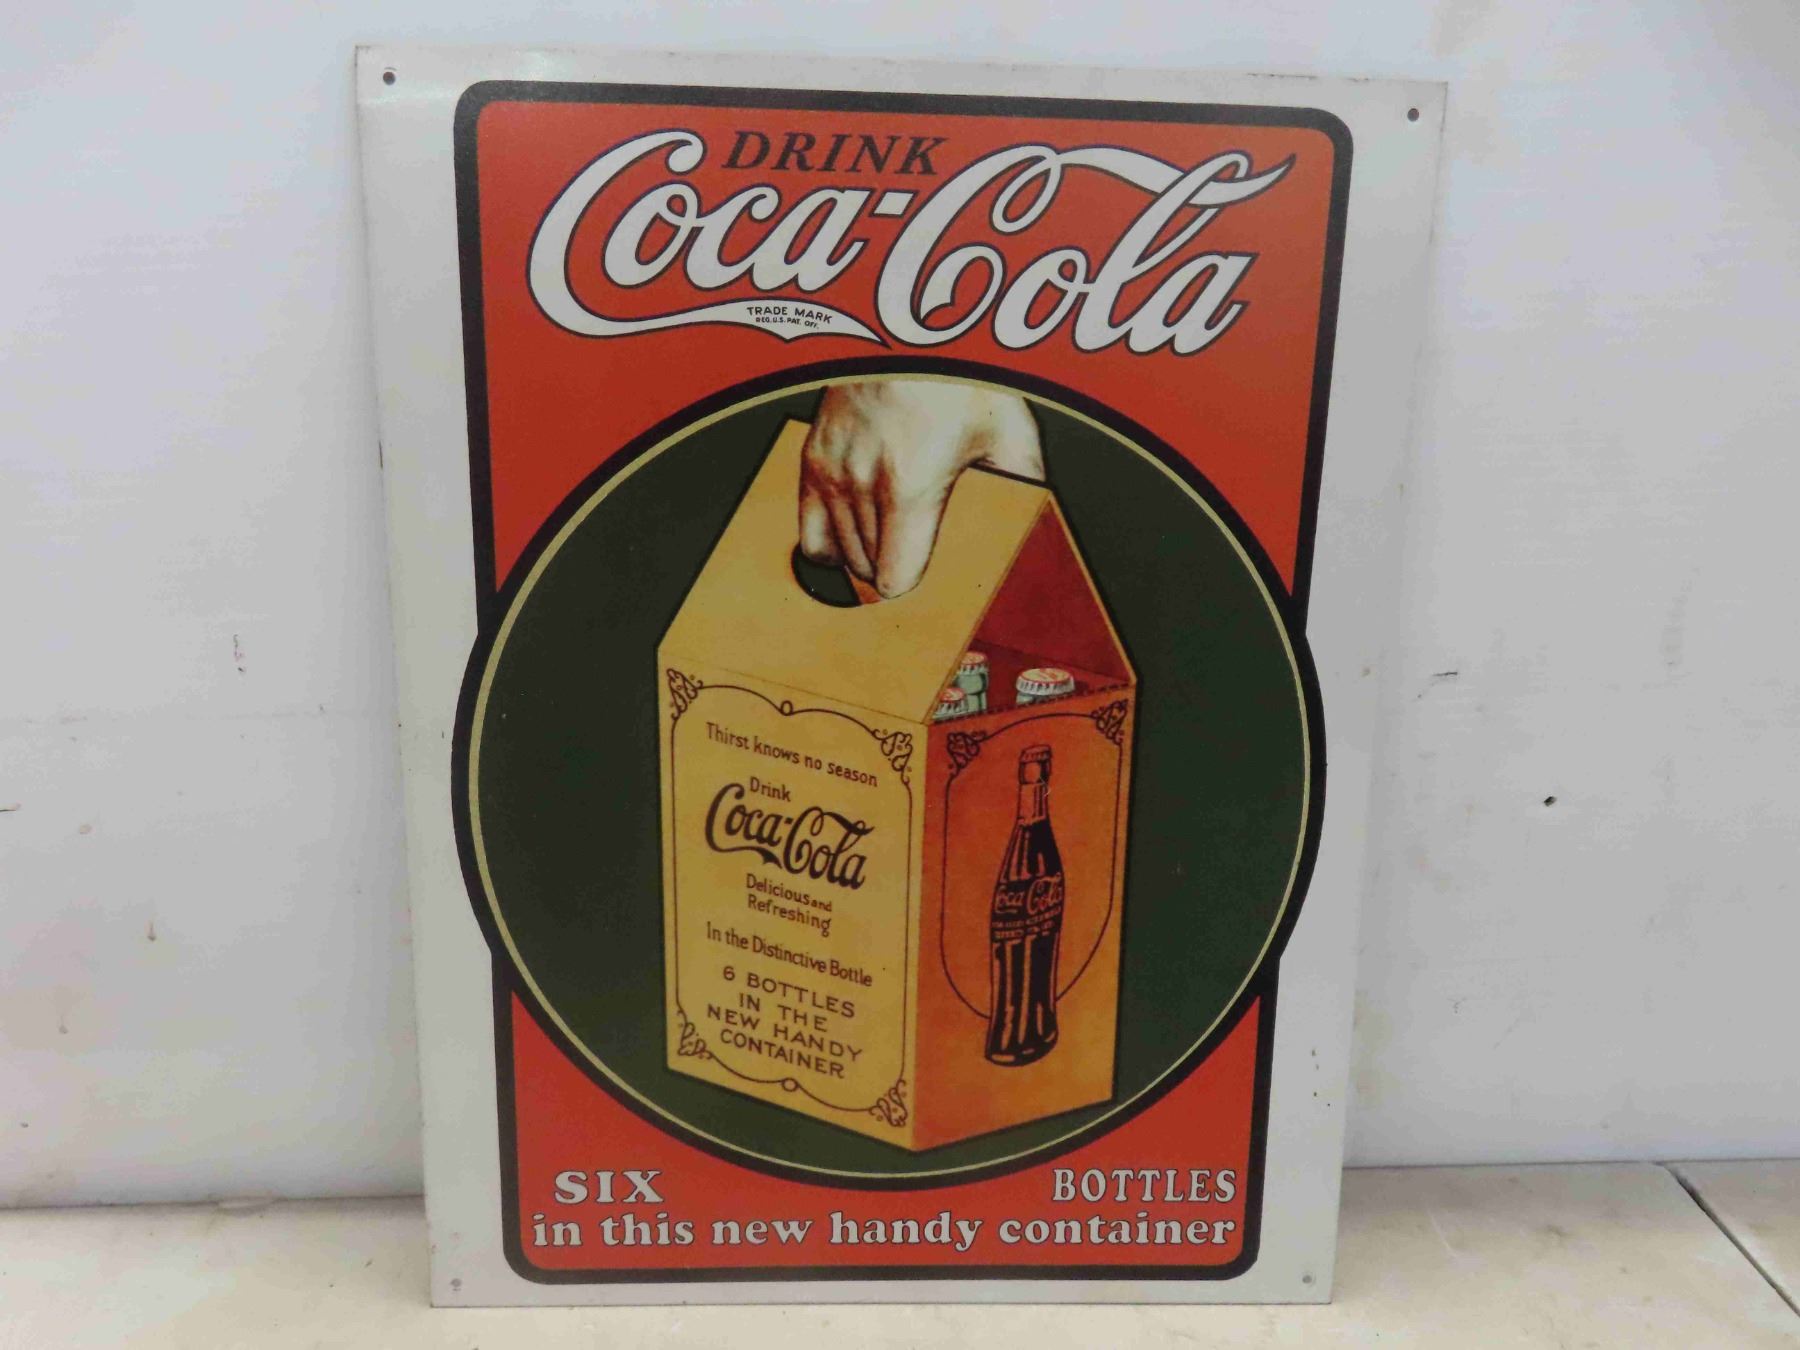 DRINK
Coca-Cola
TRADE MARK
REG. U.S. PAT. OFF.
Thirst knows no season
Drink
Coca-Cola
Delicious and
Refreshing
In the Distinctive Bottle
6 BOTTLES
IN THE
NEW HANDY
CONTAINER
Coca-Cola
SIX BOTTLES
in this new handy container